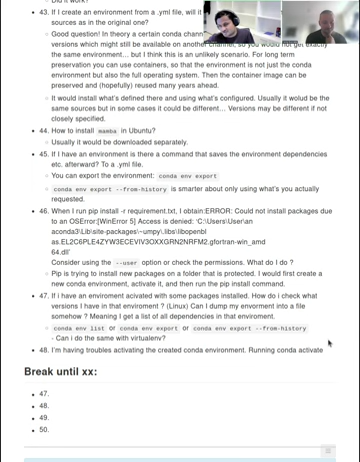 43. If I create an environment from a .yml file, will it
sources as in the original one?
Good question! In theory a certain conda chann
versions which might still be available on another channel, so you would not get exactly
the same environment... but I think this is an unlikely scenario. For long term
preservation you can use containers, so that the environment is not just the conda
environment but also the full operating system. Then the container image can be
preserved and (hopefully) reused many years ahead.
It would install what's defined there and using what's configured. Usually it wolud be the
same sources but in some cases it could be different... Versions may be different if not
closely specified.
44. How to install mamba in Ubuntu?
Usually it would be downloaded separately.
45. If i have an environment is there a command that saves the environment dependencies
etc. afterward? To a .yml file.
You can export the environment: conda env export
conda env export --from-history is smarter about only using what's you actually
requested.
46. When I run pip install -r requirement.txt, I obtain:ERROR: Could not install packages due
to an OSError:[WinError 5] Access is denied: 'C:\Users\User\an
aconda3\Lib\site-packages\~umpy\.libs\libopenbl
as.EL2C6PLE4ZYW3ECEVIV3OXXGRN2NRFM2.gfortran-win_amd
64.dll'
Consider using the --user option or check the permissions. What do I do ?
Pip is trying to install new packages on a folder that is protected. I would first create a
new conda environment, activate it, and then run the pip install command.
47. If i have an enviroment acivated with some packages installed. How do i check what
versions I have in that enviroment ? (Linux) Can I dump my envorment into a file
somehow ? Meaning I get a list of all dependencies in that enviroment.
conda env list or conda env export or conda env export --from-history
- Can i do the same with virtualenv?
48. I'm having troubles activating the created conda environment. Running conda activate
Break until xx:
47.
48.
49.
50.